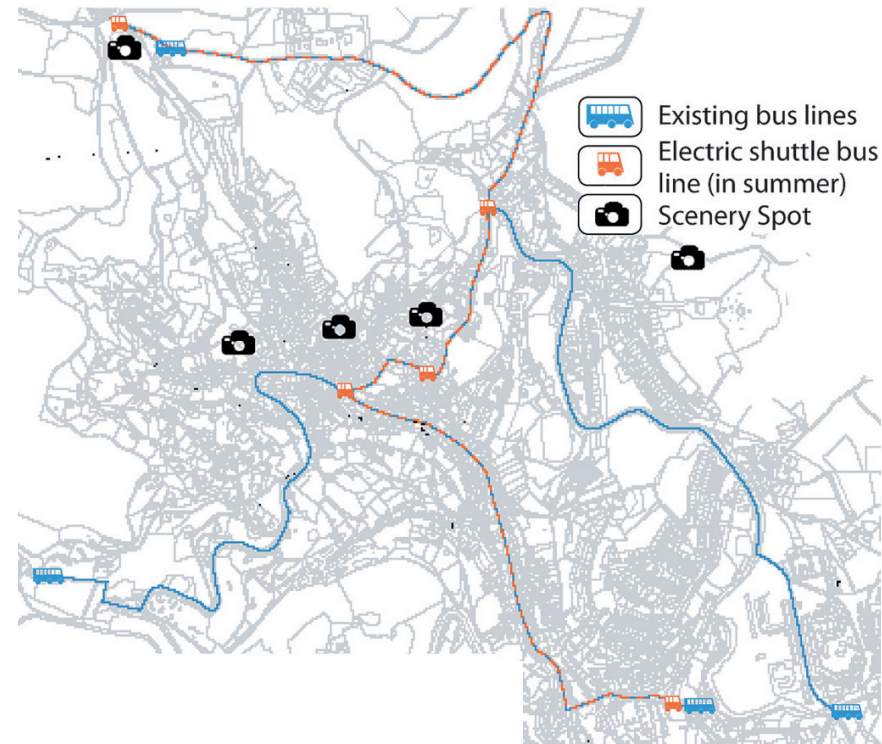 Existing bus lines
Electric shuttle bus
line (in summer)
Scenery Spot